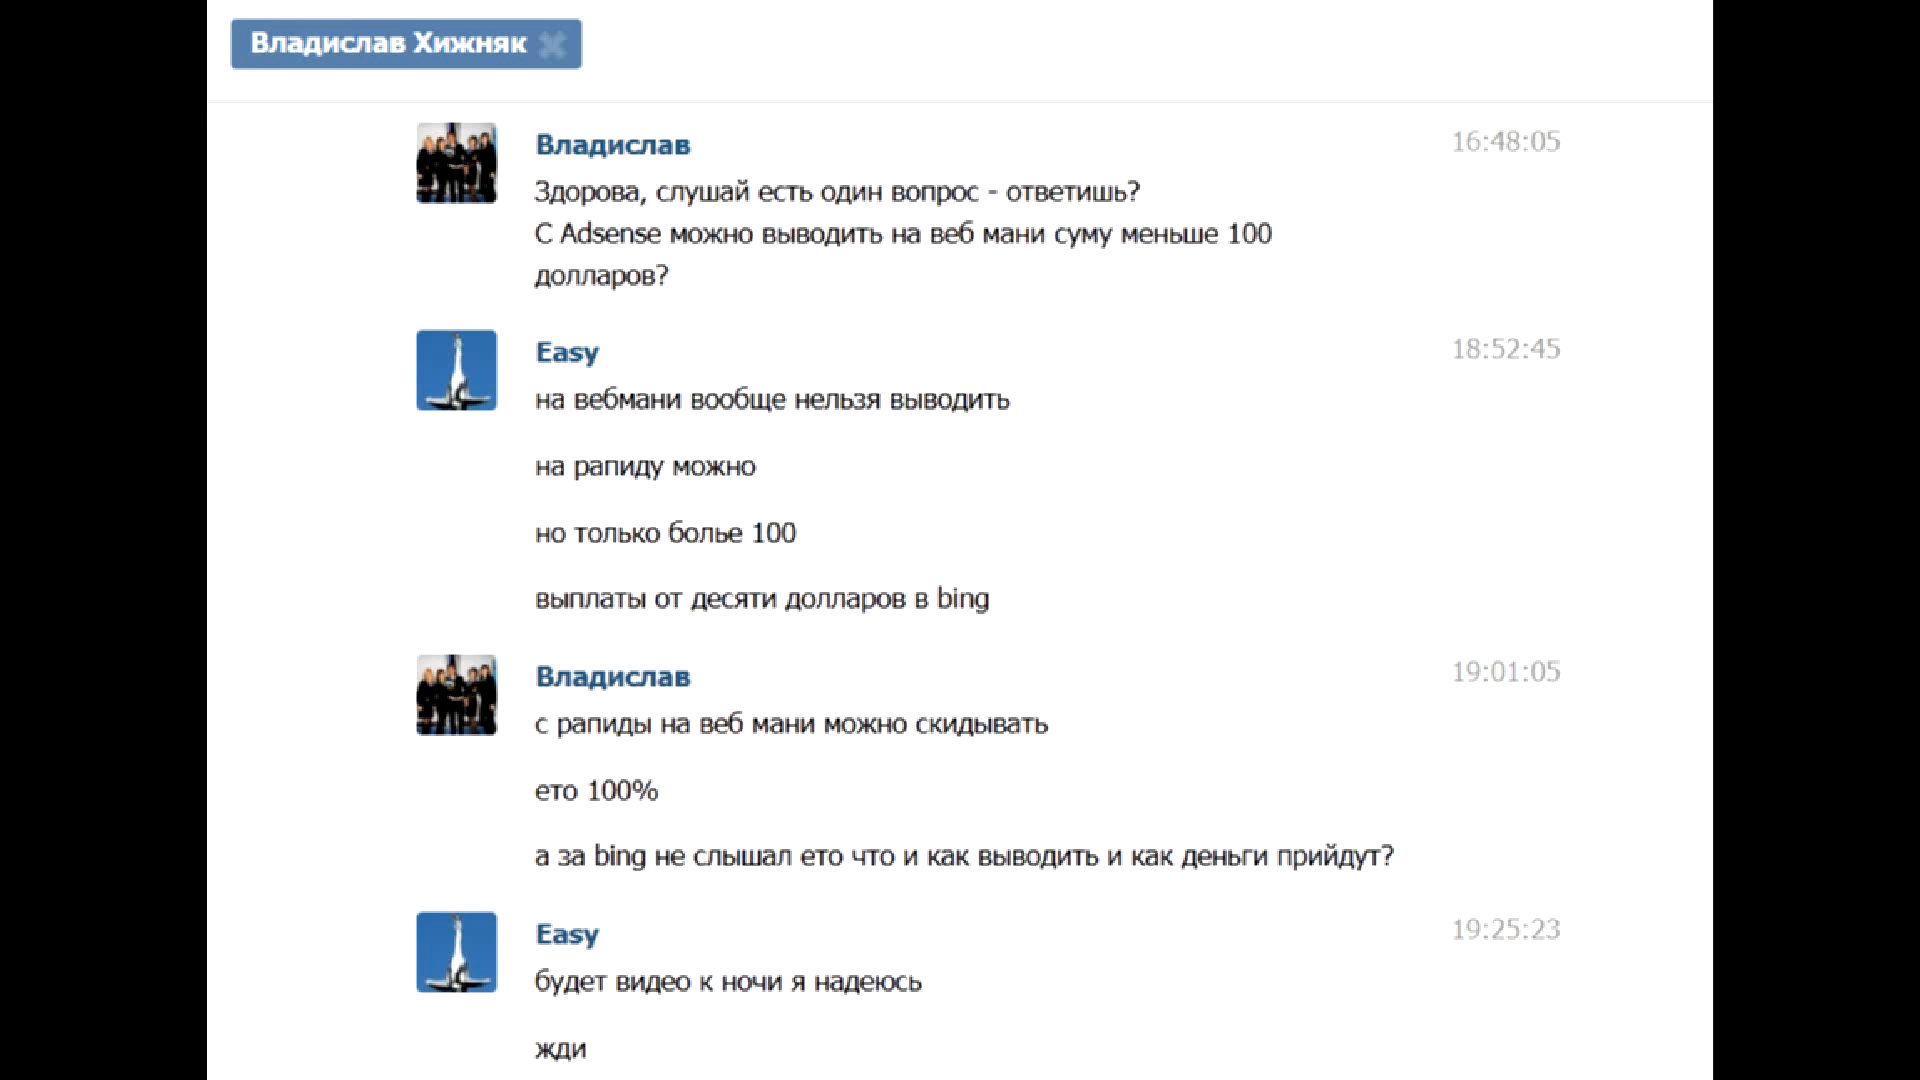 Владислав Хижняк
Владислав 16:48:05
Здорова, слушай есть один вопрос - ответишь?
С Adsense можно выводить на веб мани суму меньше 100
долларов?
Easy 18:52:45
на вебмани вообще нельзя выводить
на рапиду можно
но только болье 100
выплаты от десяти долларов в bing
Владислав 19:01:05
с рапиды на веб мани можно скидывать
ето 100%
а за bing не слышал ето что и как выводить и как деньги прийдут?
Easy 19:25:23
будет видео к ночи я надеюсь
жди